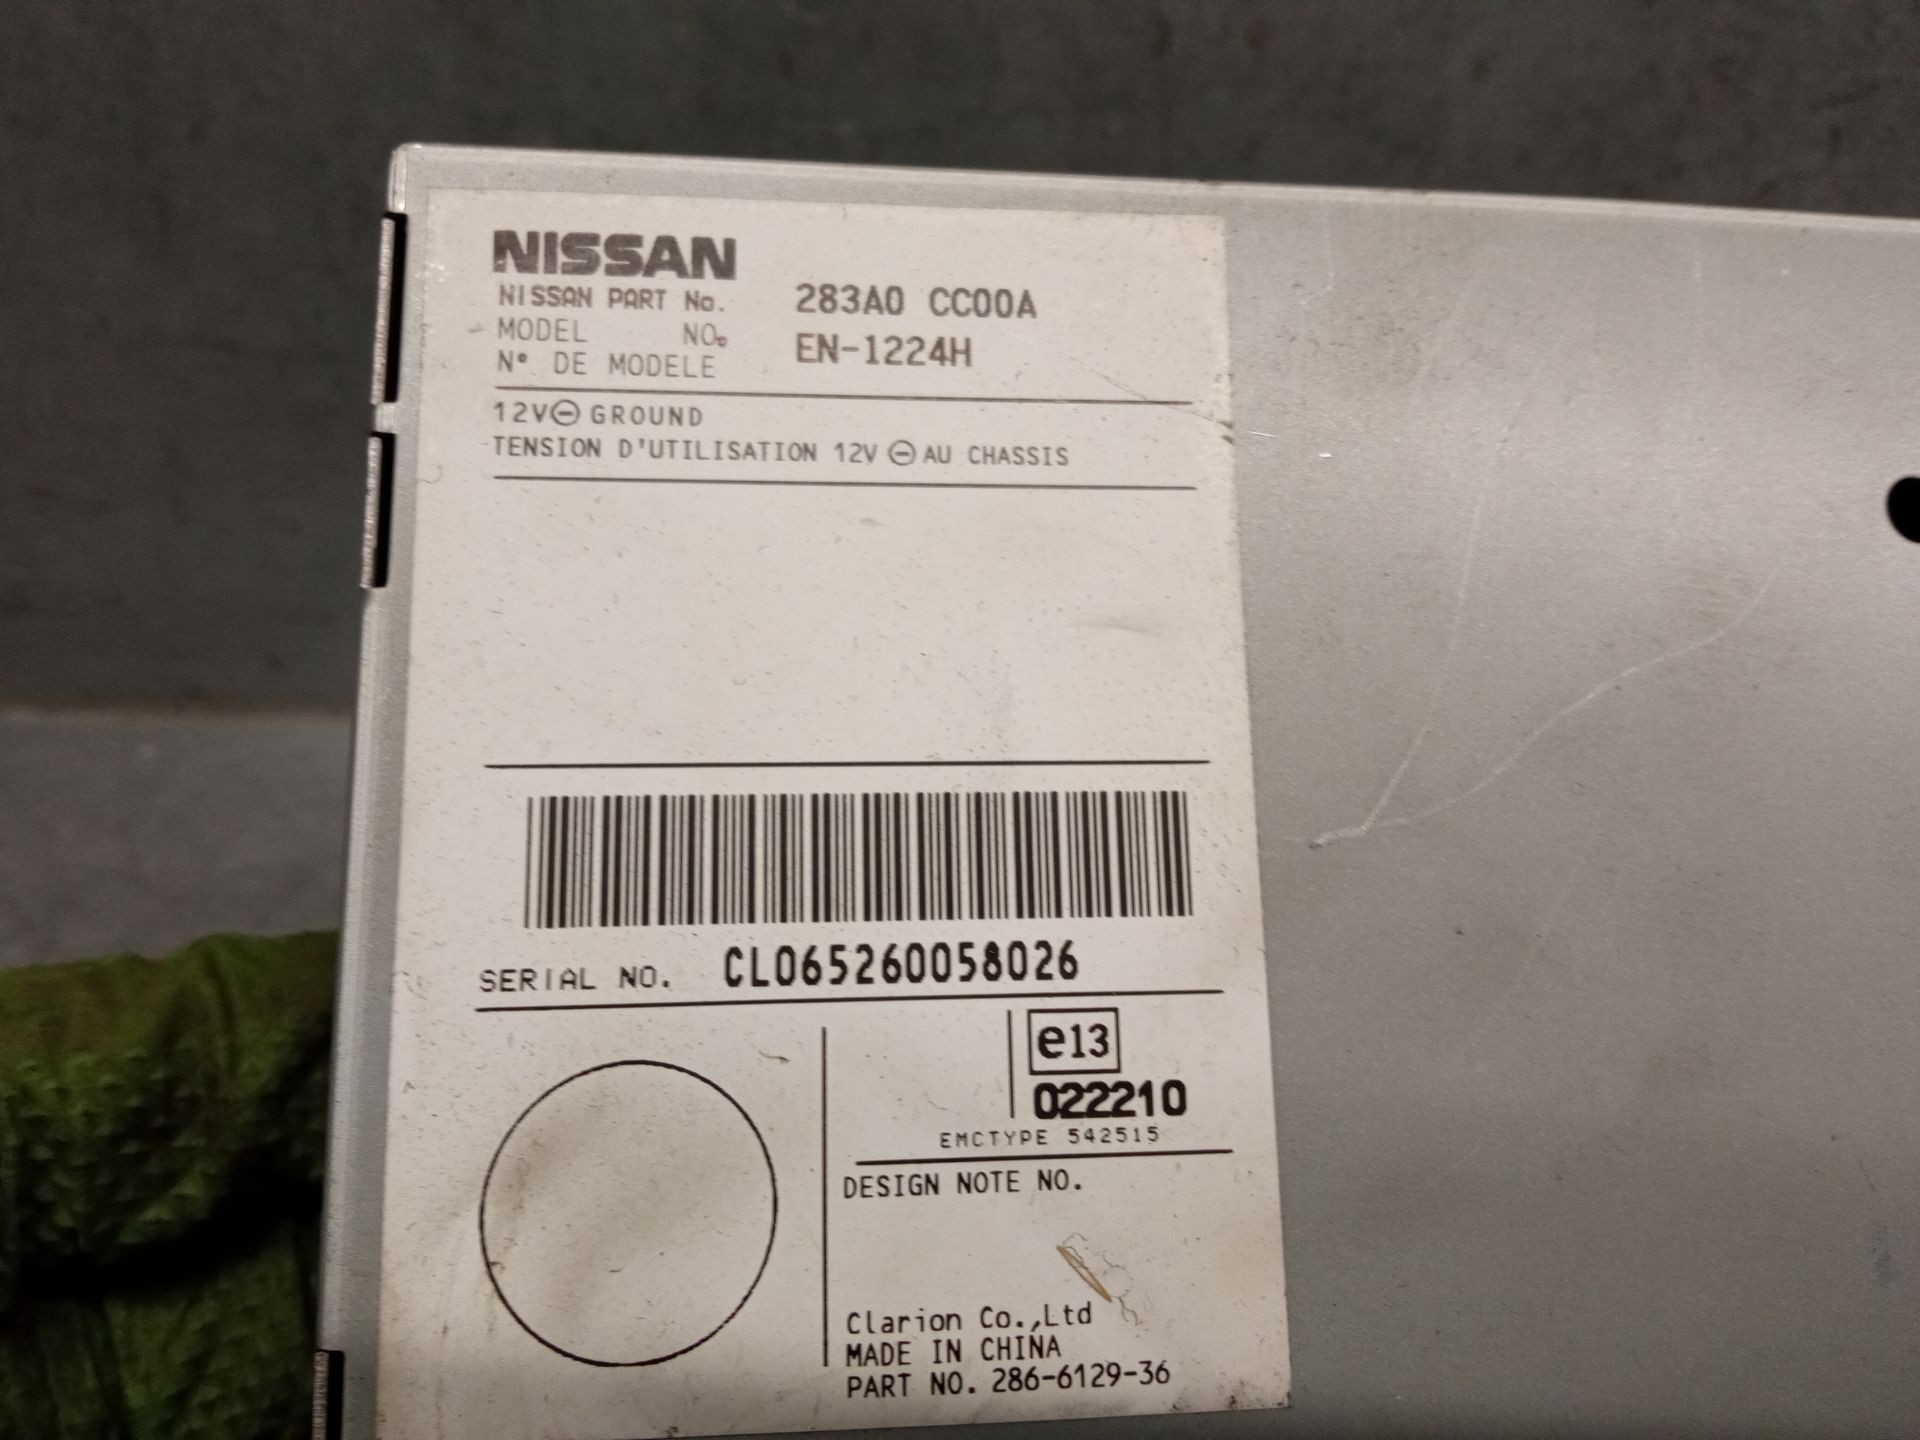 NISSAN
NISSAN PART No. 283A0 CC00A
MODEL NO.
N° DE MODELE EN-1224H
12V⊖GROUND
TENSION D'UTILISATION 12V ⊖ AU CHASSIS
SERIAL NO. CL065260058026
e13
022210
EMCTYPE 542515
DESIGN NOTE NO.
Clarion Co.,Ltd
MADE IN CHINA
PART NO. 286-6129-36